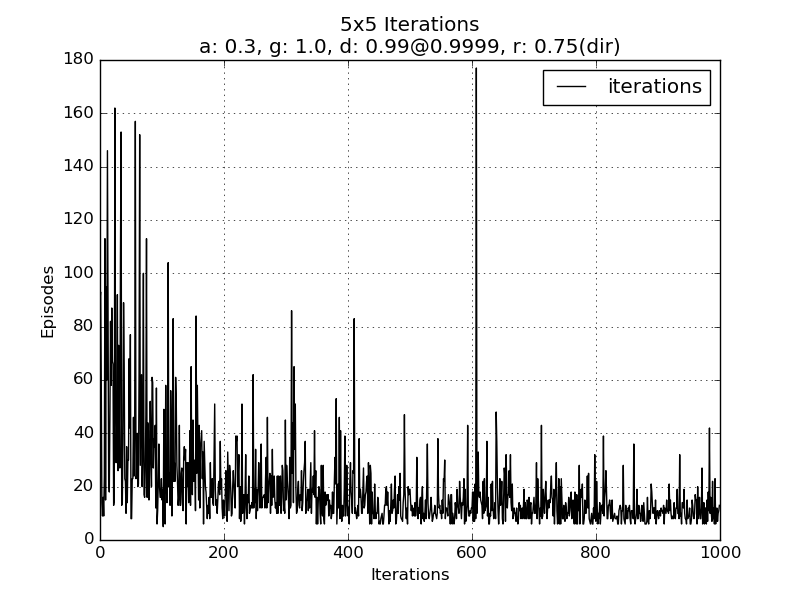 5x5 Iterations
a: 0.3, g: 1.0, d: 0.99@0.9999, r: 0.75(dir)
180
iterations
160
140
120
100
80
60
40
20
0
Episodes
0 200 400 600 800 1000
Iterations